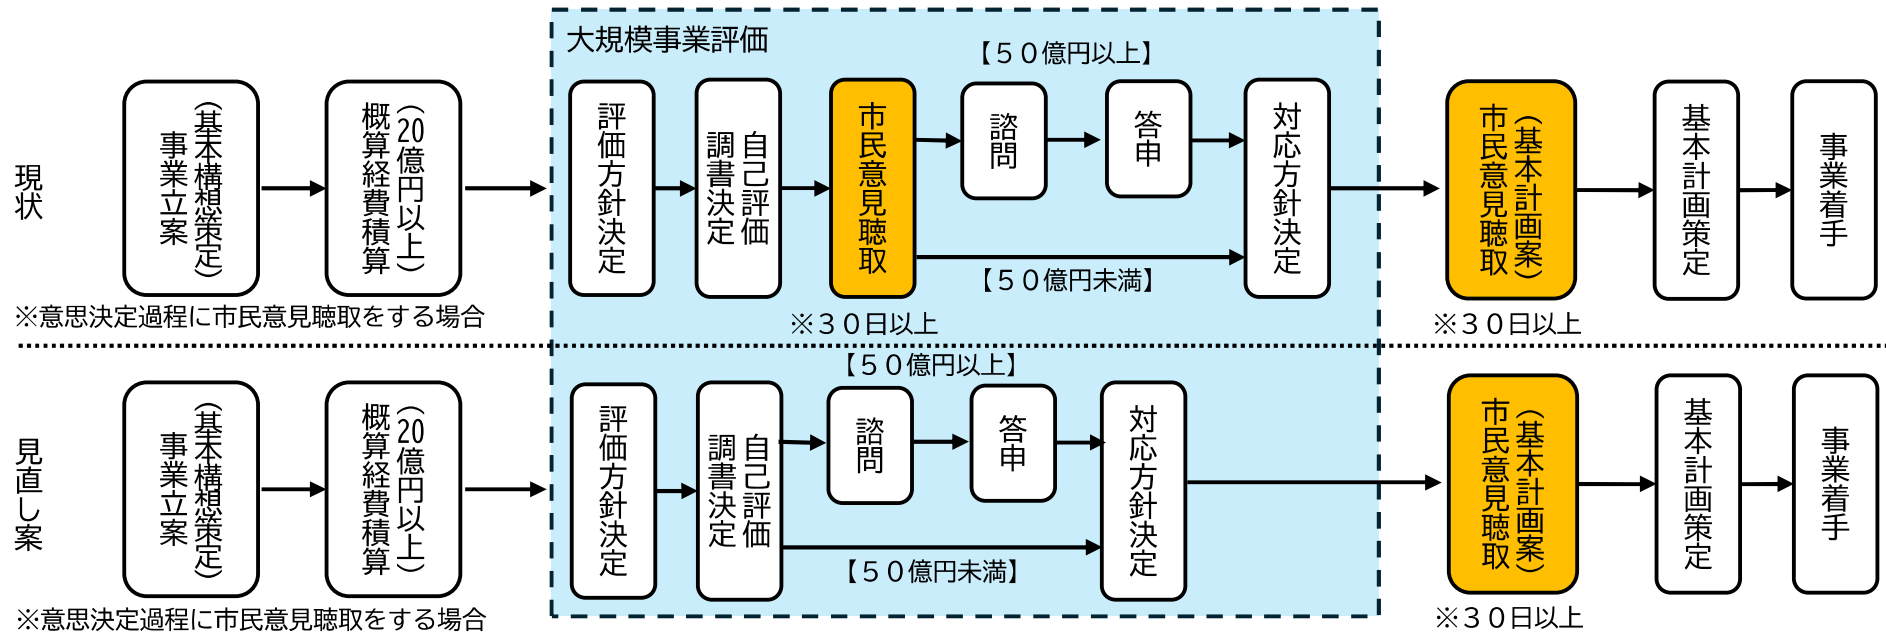 大規模事業評価
【５０億円以上】
現状
事業立案
（基本構想策定）
概算経費積算
（20億円以上）
評価方針決定
自己評価
調書決定
市民意見聴取
諮問
答申
対応方針決定
市民意見聴取
（基本計画案）
基本計画策定
事業着手
【５０億円未満】
※意思決定過程に市民意見聴取をする場合
※３０日以上
※３０日以上
【５０億円以上】
見直し案
事業立案
（基本構想策定）
概算経費積算
（20億円以上）
評価方針決定
自己評価
調書決定
諮問
答申
対応方針決定
市民意見聴取
（基本計画案）
基本計画策定
事業着手
【５０億円未満】
※意思決定過程に市民意見聴取をする場合
※３０日以上